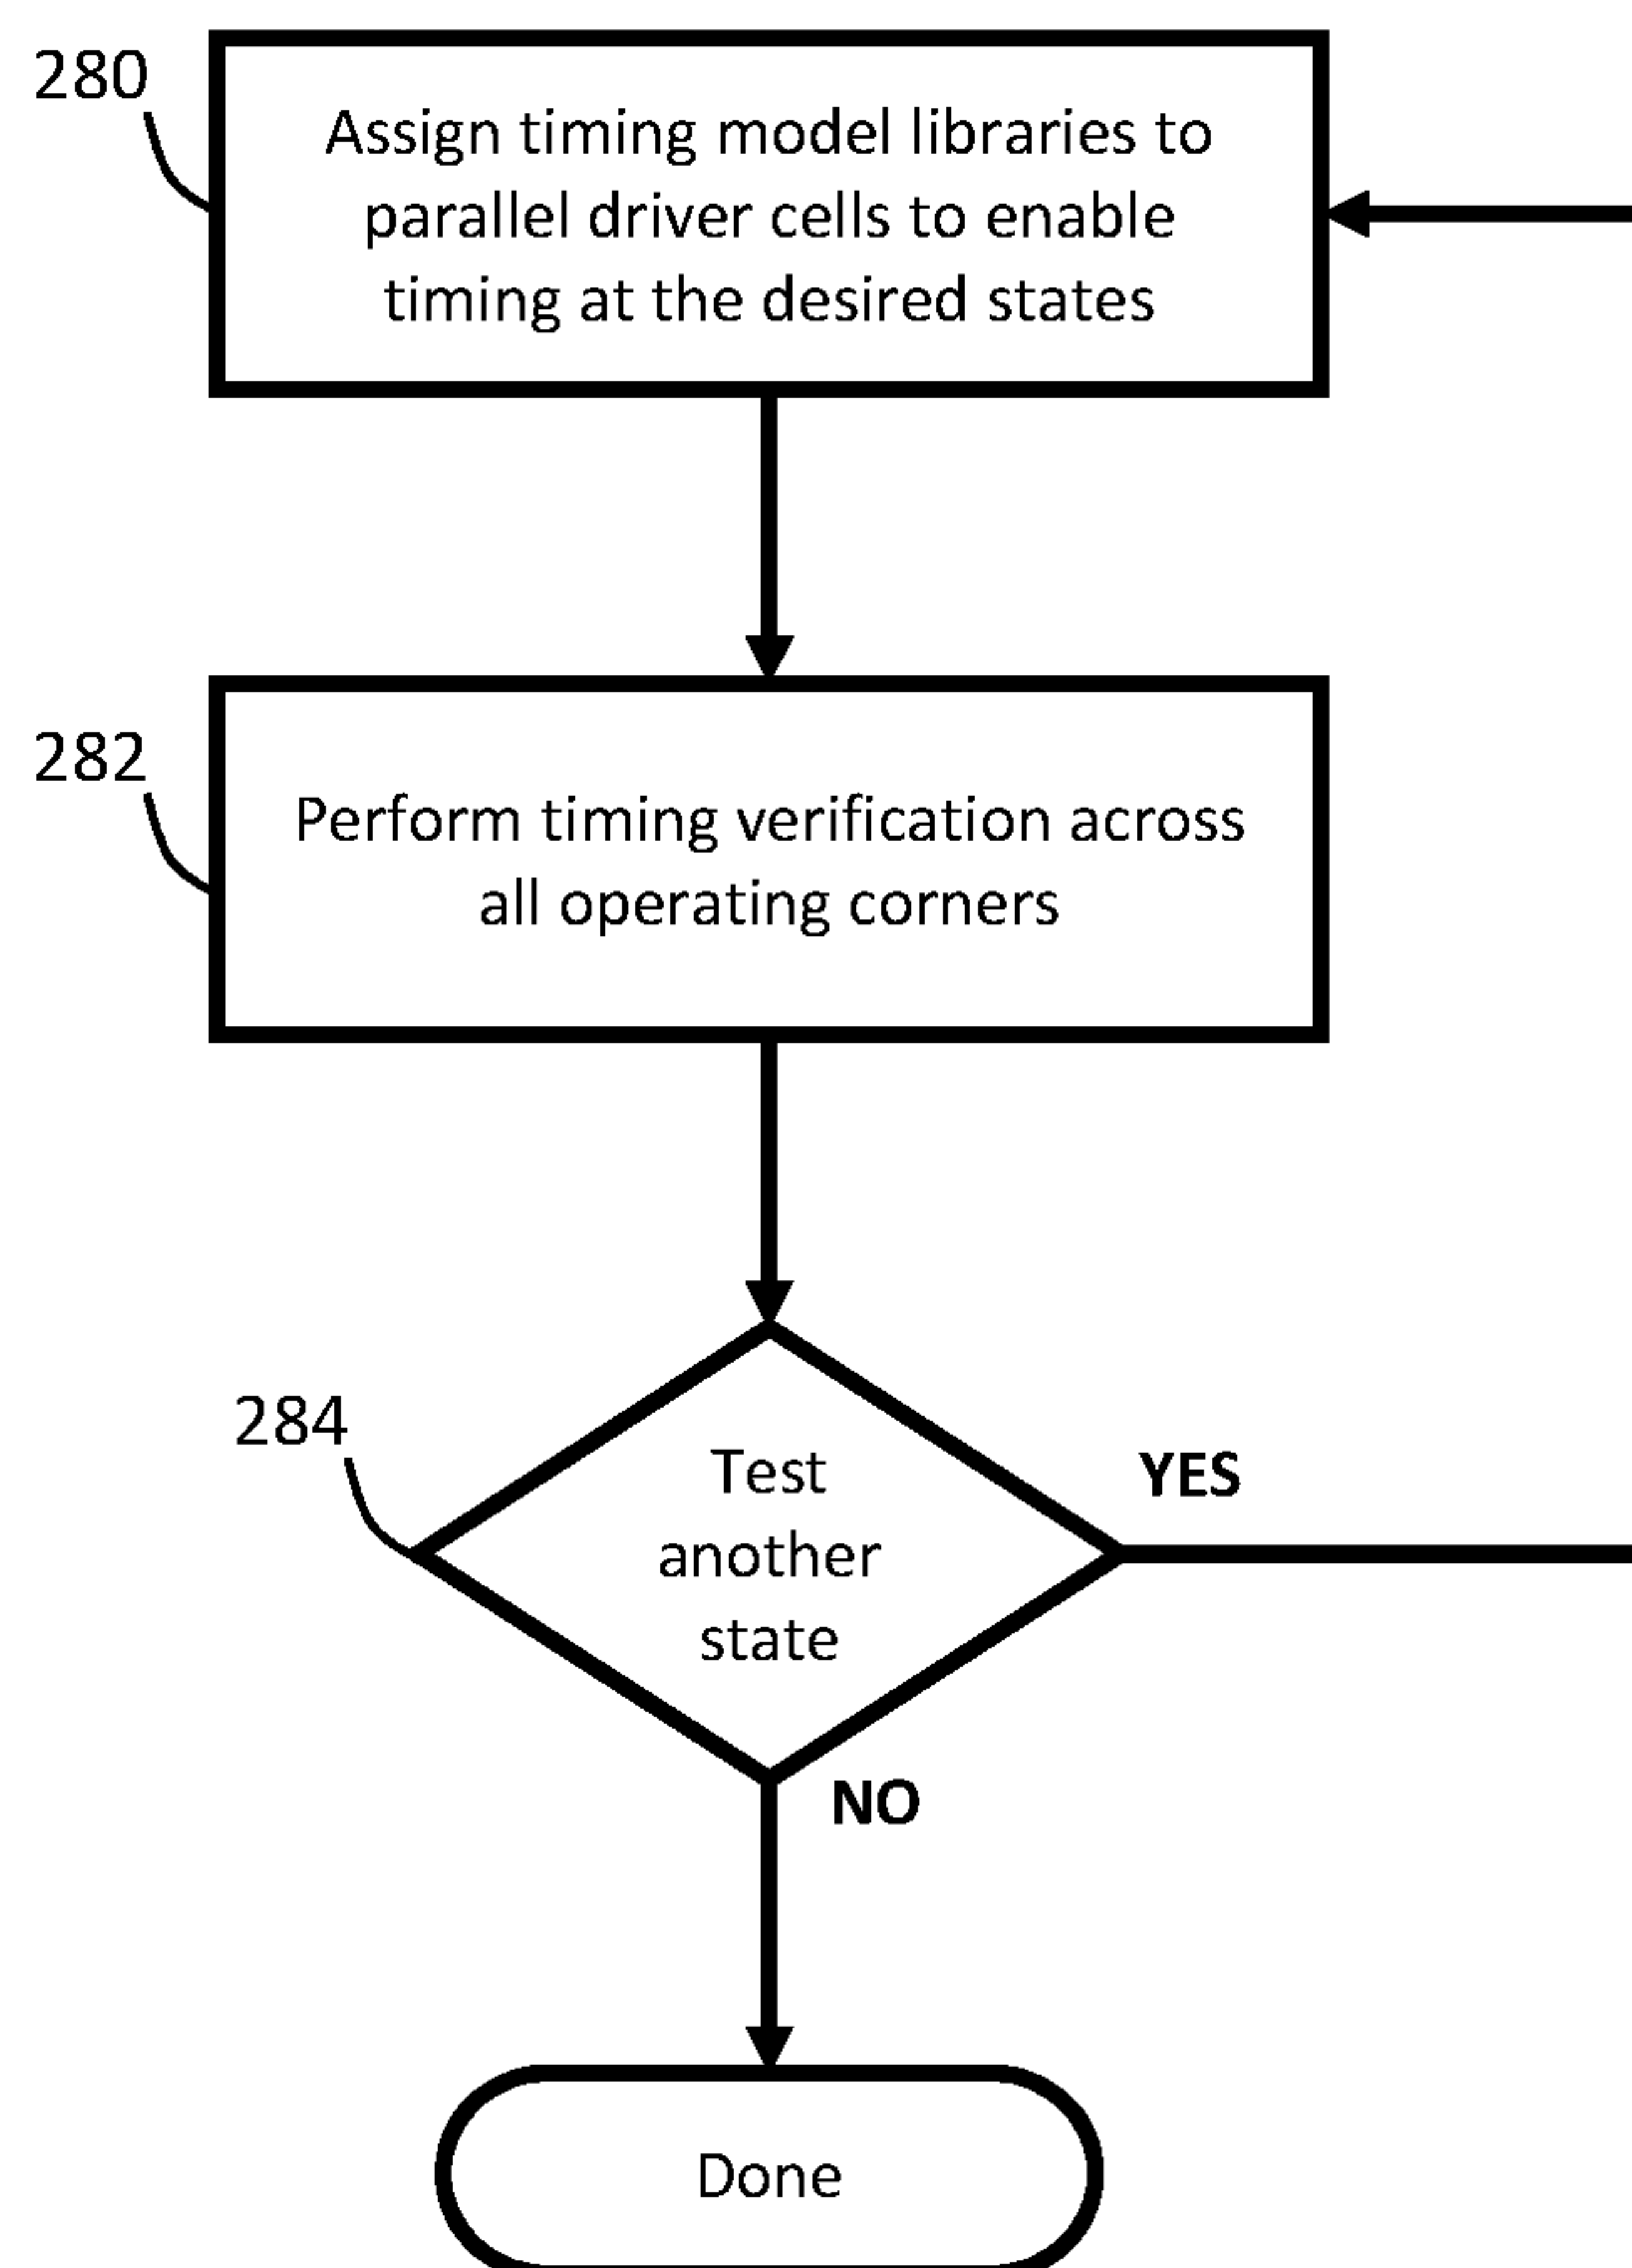 280
Assign timing model libraries to
parallel driver cells to enable
timing at the desired states
282
Perform timing verification across
all operating corners
284
Test
another
state
YES
NO
Done